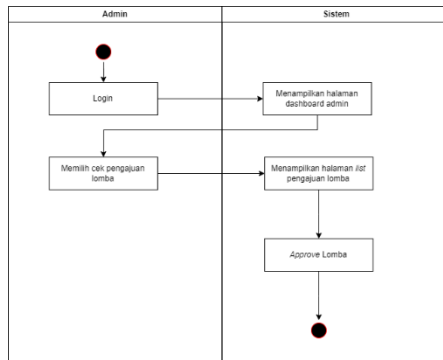 Admin
Sistem
Login
Menampilkan halaman
dashboard admin
Memilih cek pengajuan
lomba
Menampilkan halaman list
pengajuan lomba
Approve Lomba